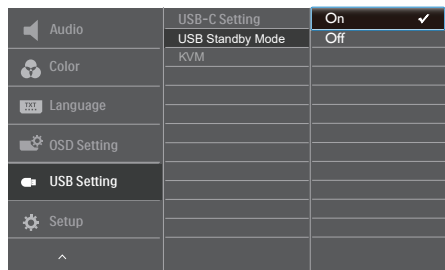 Audio
Color
TXT
Language
OSD Setting
USB Setting
Setup
USB-C Setting
USB Standby Mode
KVM
On
Off